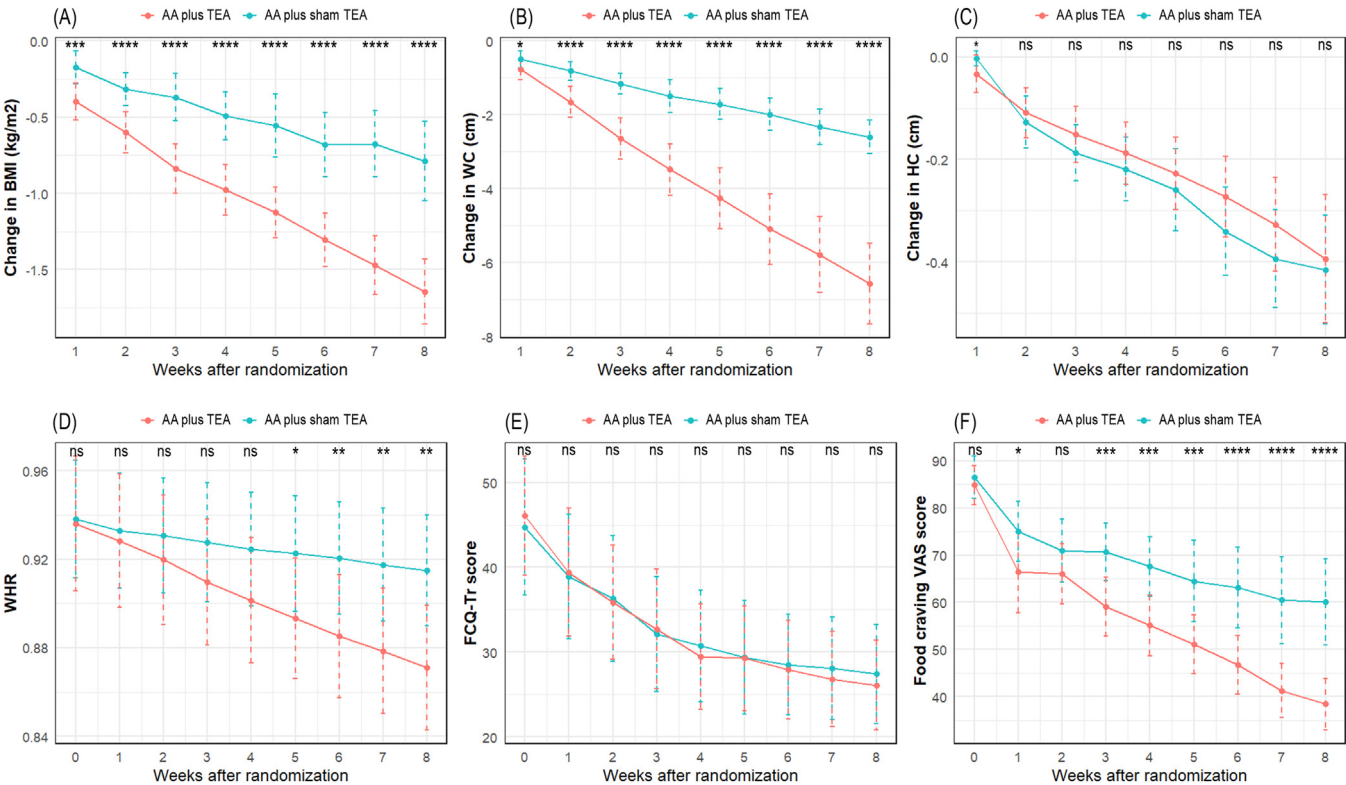 (A) AA plus TEA AA plus sham TEA
*** **** **** **** **** **** **** ****
Change in BMI (kg/m2)
0.0
-0.5
-1.0
-1.5
1 2 3 4 5 6 7 8
Weeks after randomization
(B) AA plus TEA AA plus sham TEA
* **** **** **** **** **** **** ****
Change in WC (cm)
0
-2
-4
-6
-8
1 2 3 4 5 6 7 8
Weeks after randomization
(C) AA plus TEA AA plus sham TEA
* ns ns ns ns ns ns ns
Change in HC (cm)
0.0
-0.2
-0.4
1 2 3 4 5 6 7 8
Weeks after randomization
(D) AA plus TEA AA plus sham TEA
ns ns ns ns ns * ** ** **
WHR
0.96
0.92
0.88
0.84
0 1 2 3 4 5 6 7 8
Weeks after randomization
(E) AA plus TEA AA plus sham TEA
ns ns ns ns ns ns ns ns ns
FCQ-Tr score
50
40
30
20
0 1 2 3 4 5 6 7 8
Weeks after randomization
(F) AA plus TEA AA plus sham TEA
ns * ns *** *** *** **** **** ****
Food craving VAS score
90
80
70
60
50
40
0 1 2 3 4 5 6 7 8
Weeks after randomization